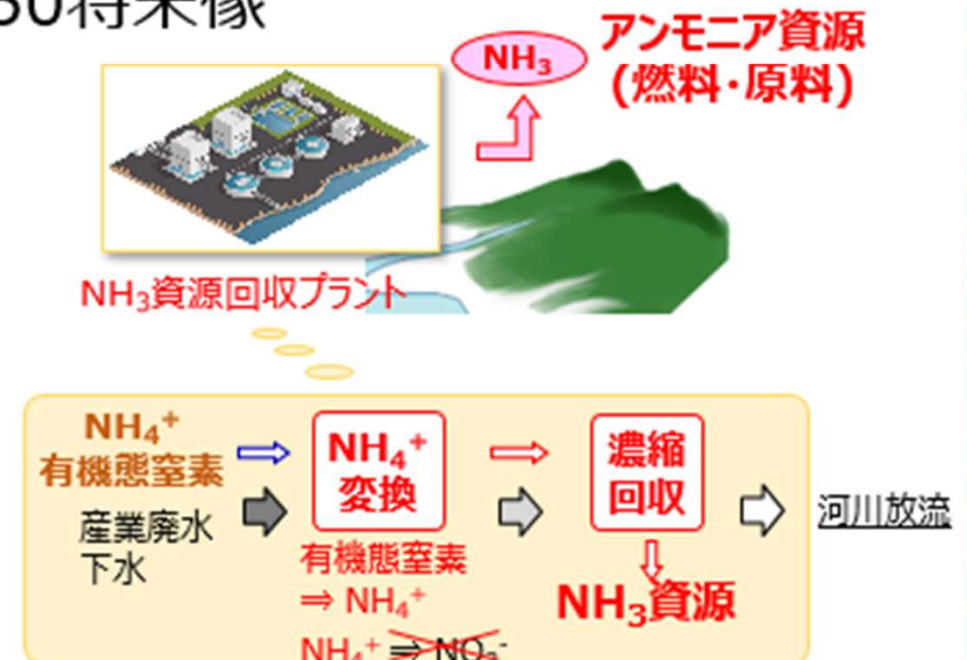 50将来像
NH₃
アンモニア資源
(燃料・原料)
NH₃資源回収プラント
NH₄⁺
有機態窒素
産業廃水
下水
NH₄⁺
変換
有機態窒素
⇒ NH₄⁺
NH₄⁺ ⇒ NO₃⁻
濃縮
回収
NH₃資源
河川放流